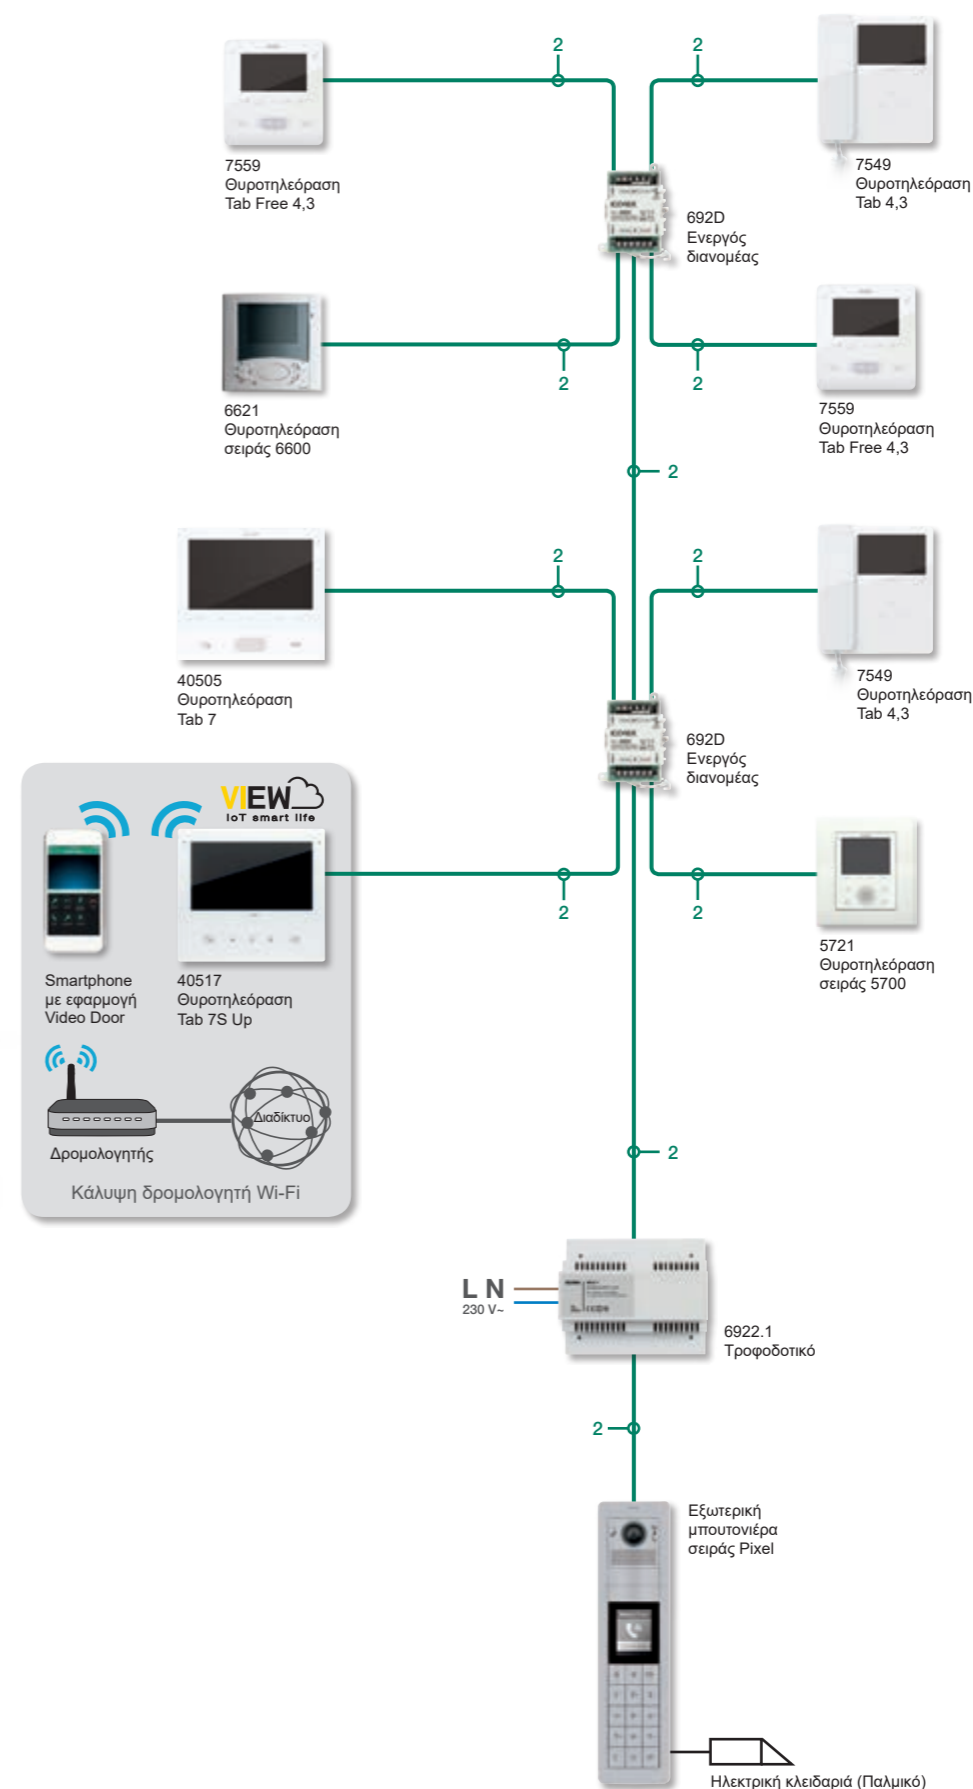 2
2
7559
Θυροτηλεόραση
Tab Free 4,3
7549
Θυροτηλεόραση
Tab 4,3
692D
Ενεργός
διανομέας
2
2
6621
Θυροτηλεόραση
σειράς 6600
7559
Θυροτηλεόραση
Tab Free 4,3
2
2
2
40505
Θυροτηλεόραση
Tab 7
7549
Θυροτηλεόραση
Tab 4,3
692D
Ενεργός
διανομέας
VIEW
IoT smart life
2
2
Smartphone
με εφαρμογή
Video Door
40517
Θυροτηλεόραση
Tab 7S Up
5721
Θυροτηλεόραση
σειράς 5700
Διαδίκτυο
Δρομολογητής
Κάλυψη δρομολογητή Wi-Fi
2
L N
230 V~
6922.1
Τροφοδοτικό
2
Εξωτερική
μπουτονιέρα
σειράς Pixel
Ηλεκτρική κλειδαριά (Παλμικό)